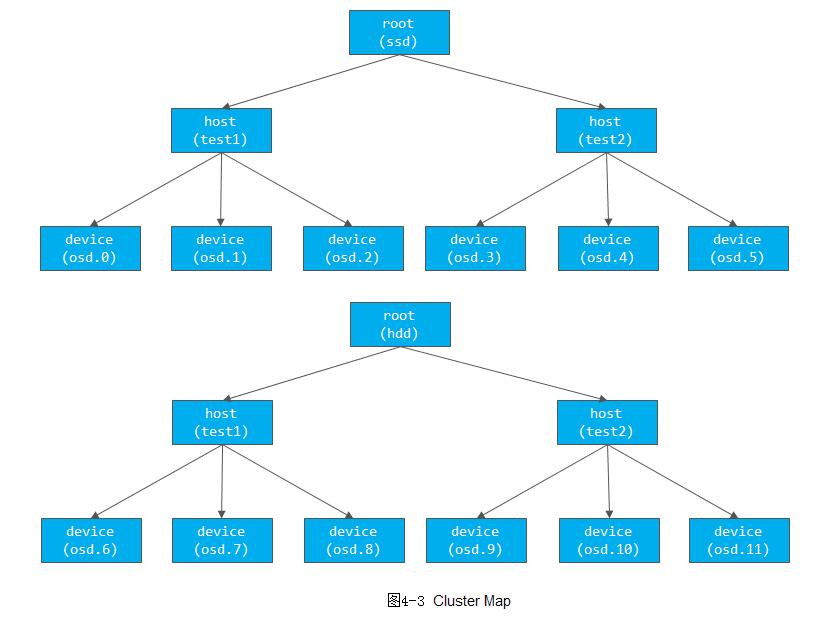 root
(ssd)
host
(test1)
host
(test2)
device
(osd.0)
device
(osd.1)
device
(osd.2)
device
(osd.3)
device
(osd.4)
device
(osd.5)
root
(hdd)
host
(test1)
host
(test2)
device
(osd.6)
device
(osd.7)
device
(osd.8)
device
(osd.9)
device
(osd.10)
device
(osd.11)
图4-3 Cluster Map